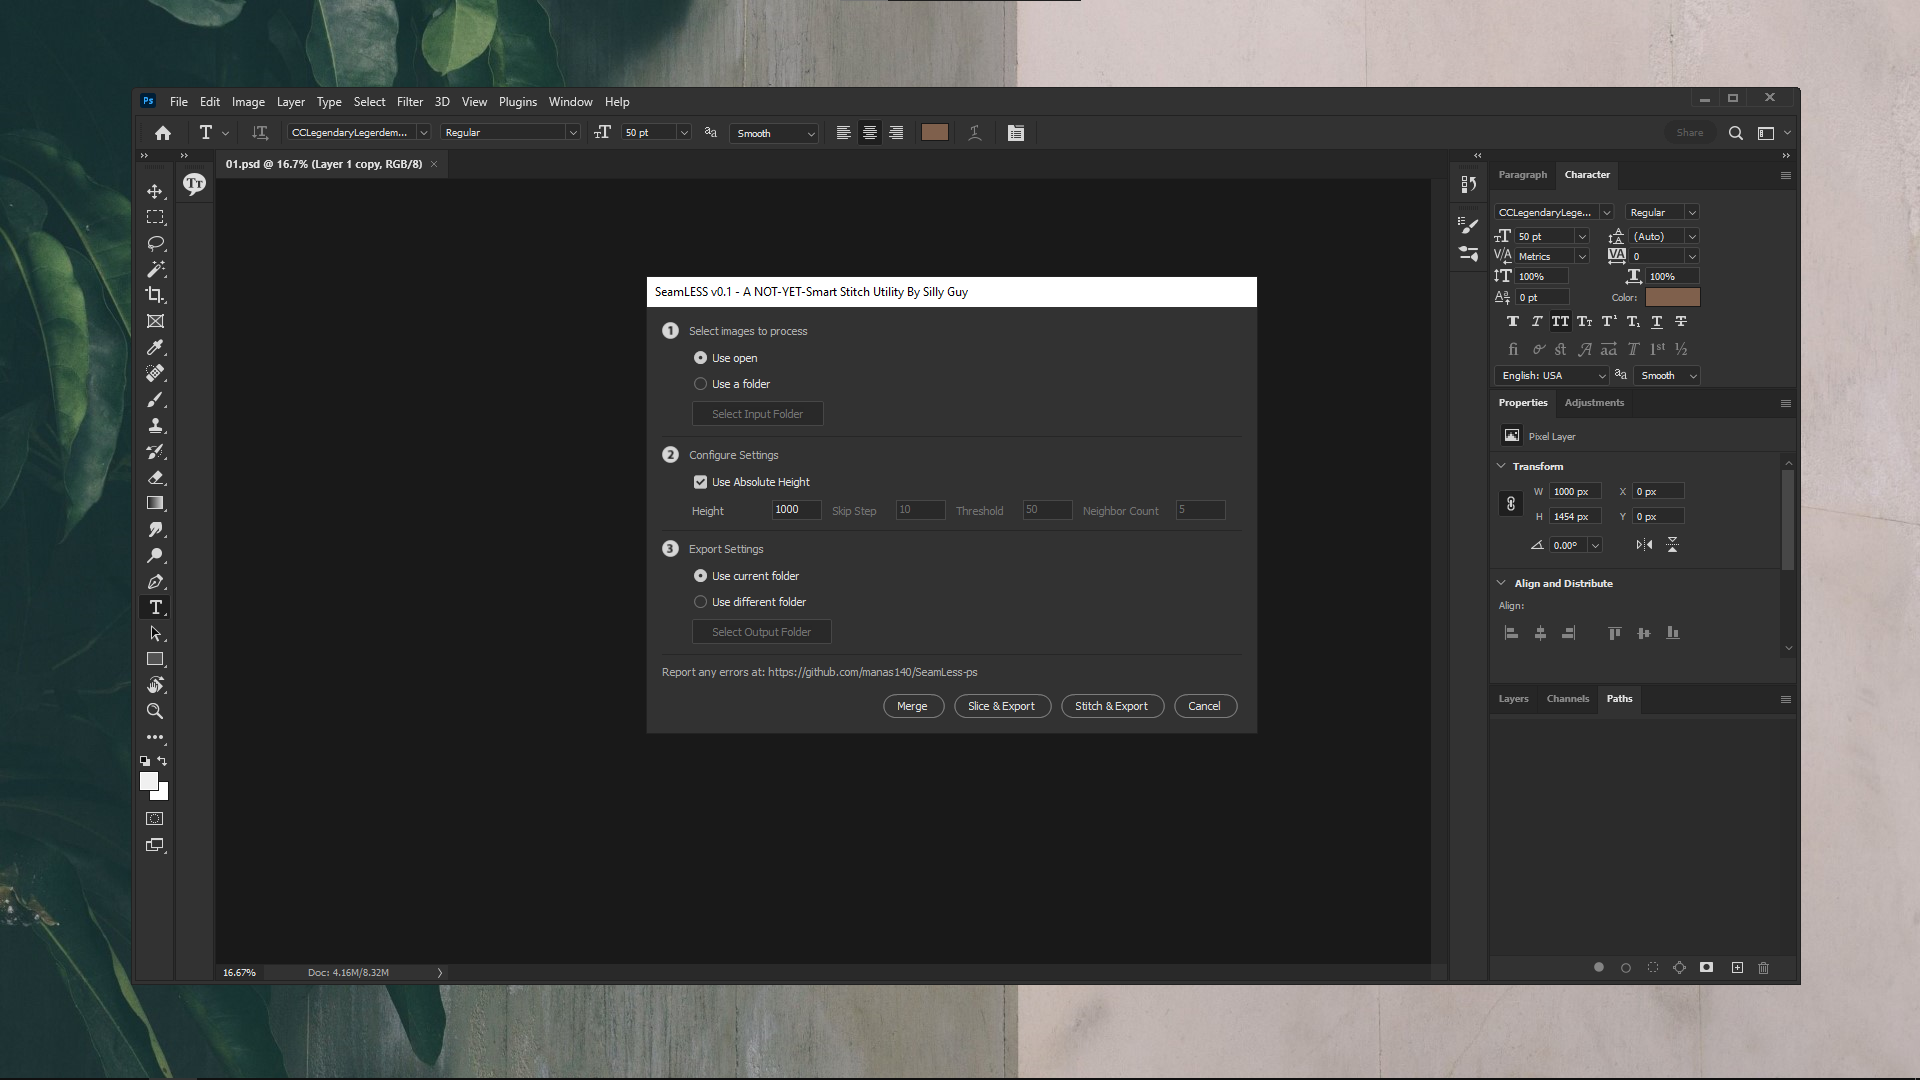 Ps File Edit Image Layer Type Select Filter 3D View Plugins Window Help
T CCLegendaryLegerdem... Regular 50 pt Smooth Share
01.psd @ 16.7% (Layer 1 copy, RGB/8) ×
SeamLESS v0.1 - A NOT-YET-Smart Stitch Utility By Silly Guy
1 Select images to process
Use open
Use a folder
Select Input Folder
2 Configure Settings
Use Absolute Height
Height 1000 Skip Step 10 Threshold 50 Neighbor Count 5
3 Export Settings
Use current folder
Use different folder
Select Output Folder
Report any errors at: https://github.com/manas140/SeamLess-ps
Merge Slice & Export Stitch & Export Cancel
Paragraph Character
CCLegendaryLege... Regular
50 pt (Auto)
Metrics 0
100% 100%
0 pt Color:
T T TT Tt T¹ T₁ T T
fi st A aa T 1st ½
English: USA aa Smooth
Properties Adjustments
Pixel Layer
Transform
W 1000 px X 0 px
H 1454 px Y 0 px
0.00°
Align and Distribute
Align:
Layers Channels Paths
16.67% Doc: 4.16M/8.32M